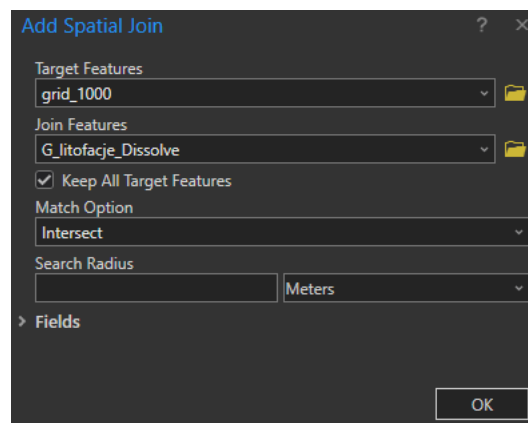 Add Spatial Join ? ×
Target Features
grid_1000
Join Features
G_litofacje_Dissolve
Keep All Target Features
Match Option
Intersect
Search Radius
Meters
Fields
OK